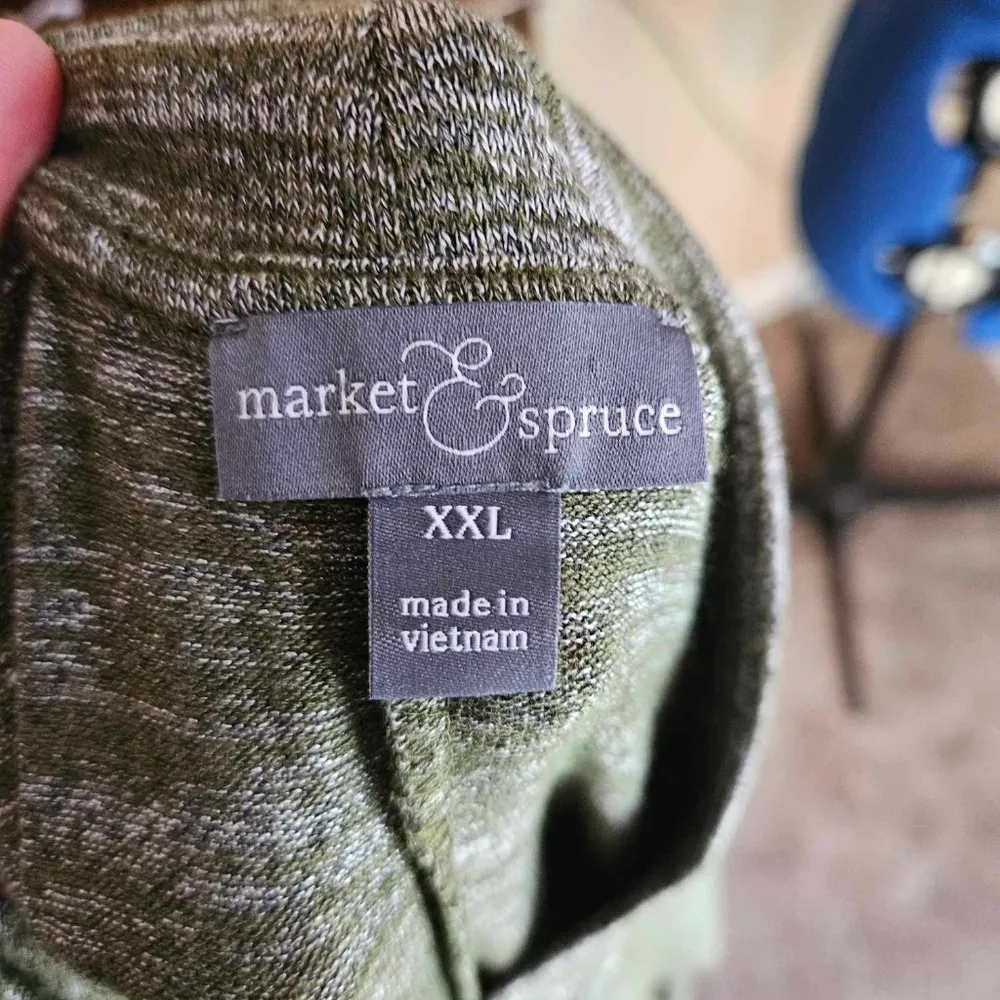 market & spruce
XXL
made in
vietnam